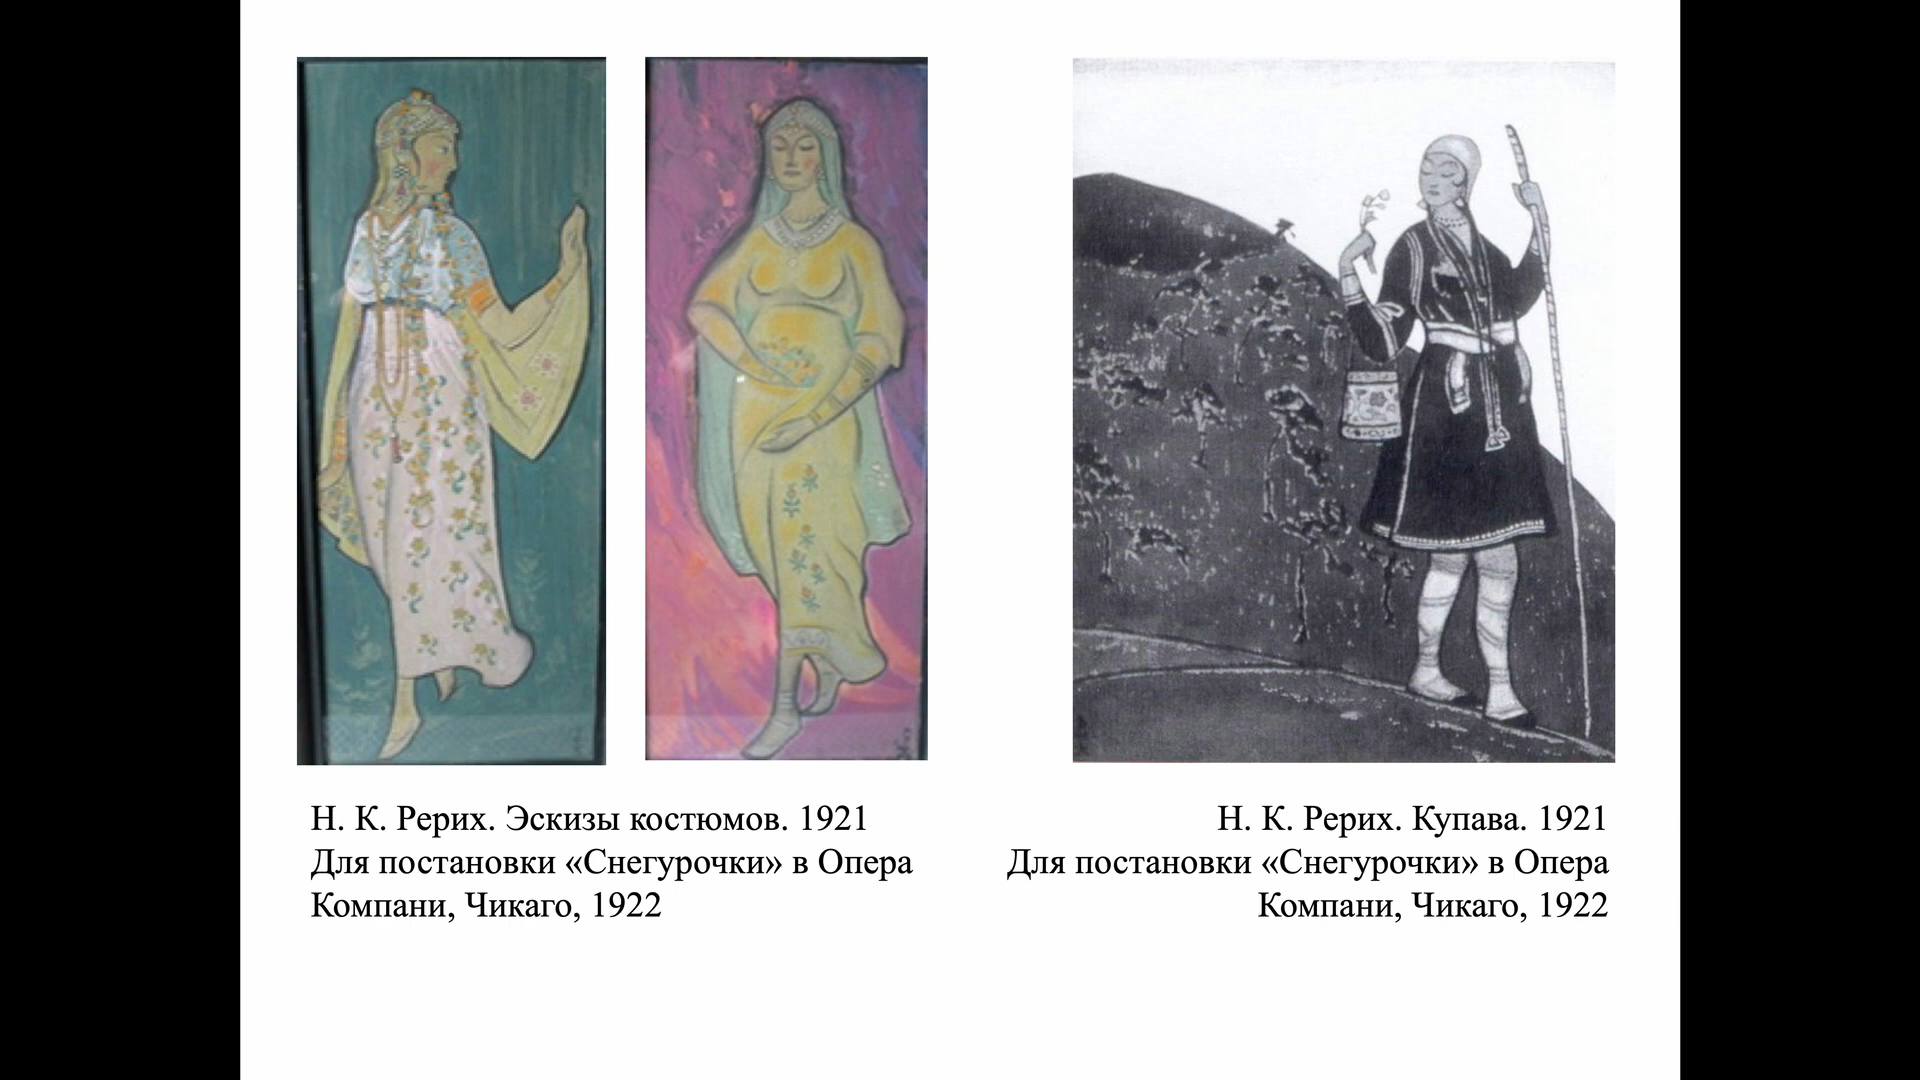 Н. К. Рерих. Эскизы костюмов. 1921
Для постановки «Снегурочки» в Опера
Компани, Чикаго, 1922
Н. К. Рерих. Купава. 1921
Для постановки «Снегурочки» в Опера
Компани, Чикаго, 1922